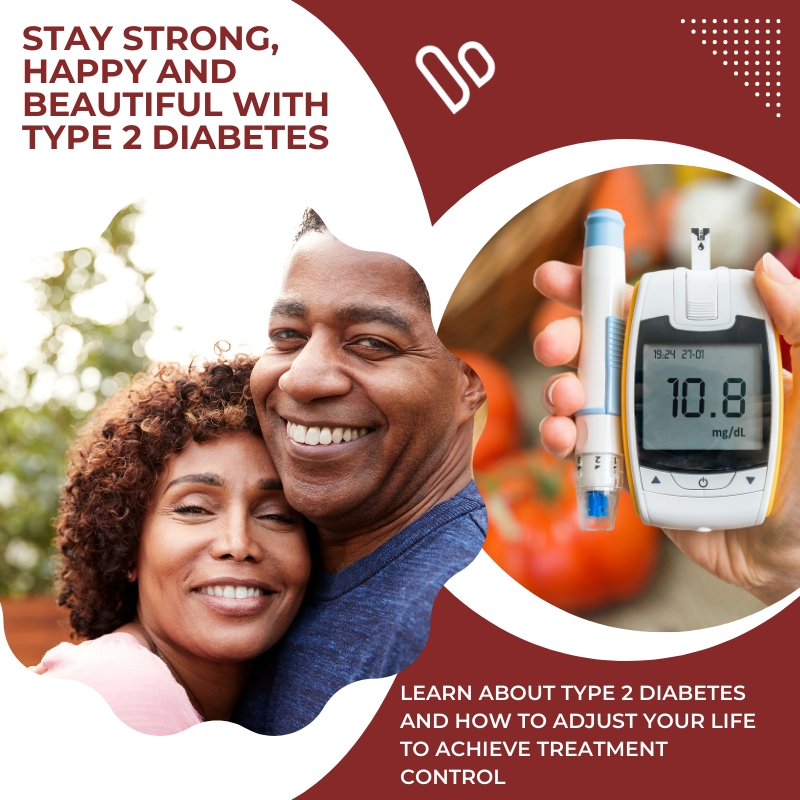 STAY STRONG,
HAPPY AND
BEAUTIFUL WITH
TYPE 2 DIABETES
19:24 27-01
10.8
mg/dL
LEARN ABOUT TYPE 2 DIABETES
AND HOW TO ADJUST YOUR LIFE
TO ACHIEVE TREATMENT
CONTROL